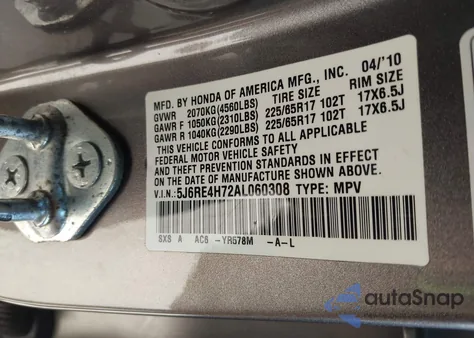 MFD. BY HONDA OF AMERICA MFG., INC. 04/'10
GVWR 2070KG(4560LBS) TIRE SIZE RIM SIZE
GAWR F 1050KG(2310LBS) 225/65R17 102T 17X6.5J
GAWR R 1040KG(2290LBS) 225/65R17 102T 17X6.5J
THIS VEHICLE CONFORMS TO ALL APPLICABLE
FEDERAL MOTOR VEHICLE SAFETY
AND THEFT PREVENTION STANDARDS IN EFFECT
ON THE DATE OF MANUFACTURE SHOWN ABOVE.
V.I.N.: 5J6RE4H72AL060308 TYPE: MPV
SXS A AC8 -YR578M -A-L
autoSnap